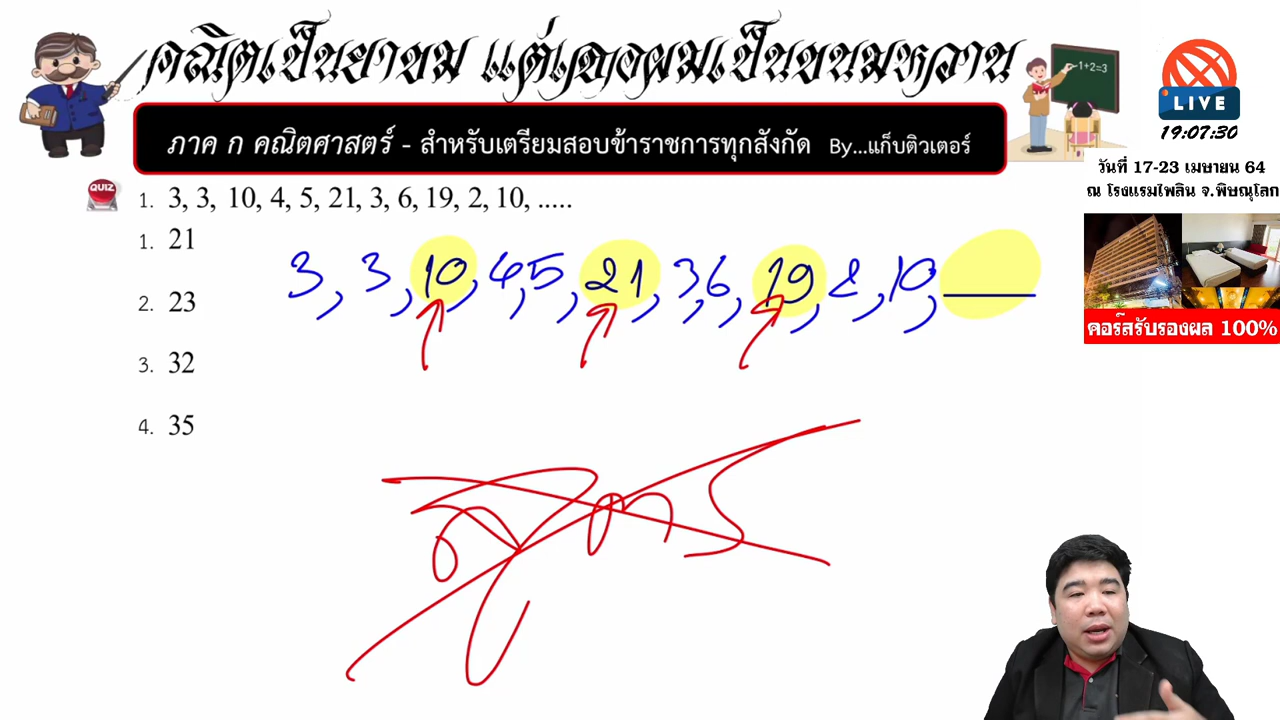 คณิตเป็นยาขม แต่เจอผมเป็นขนมหวาน
-1+2=3
LIVE
19:07:30
ภาค ก คณิตศาสตร์ - สำหรับเตรียมสอบข้าราชการทุกสังกัด By...แก็บติวเตอร์
วันที่ 17-23 เมษายน 64
ณ โรงแรมไพลิน จ.พิษณุโลก
คอร์สรับรองผล 100%
QUIZ
1. 3, 3, 10, 4, 5, 21, 3, 6, 19, 2, 10, .....
1. 21
3, 3, 10, 4, 5, 21, 3, 6, 19, 2, 10, ___
2. 23
3. 32
4. 35
สูตร